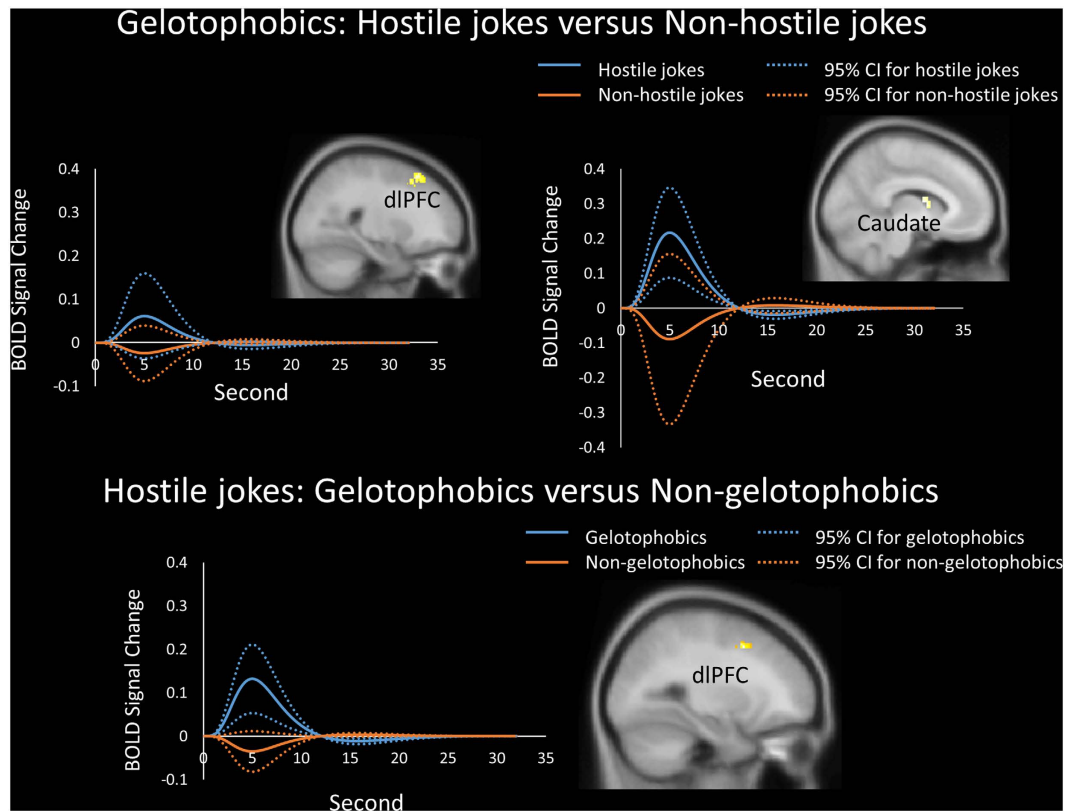 Gelotophobics: Hostile jokes versus Non-hostile jokes
Hostile jokes
95% CI for hostile jokes
Non-hostile jokes
95% CI for non-hostile jokes
BOLD Signal Change
0.4
0.3
0.2
0.1
0
-0.1
0 5 10 15 20 25 30 35
Second
dlPFC
BOLD Signal Change
0.4
0.3
0.2
0.1
0
-0.1
-0.2
-0.3
-0.4
0 5 10 15 20 25 30 35
Second
Caudate
Hostile jokes: Gelotophobics versus Non-gelotophobics
Gelotophobics
95% CI for gelotophobics
Non-gelotophobics
95% CI for non-gelotophobics
BOLD Signal Change
0.4
0.3
0.2
0.1
0
-0.1
0 5 10 15 20 25 30 35
Second
dlPFC